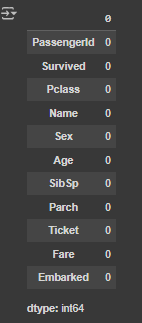 0
PassengerId 0
Survived 0
Pclass 0
Name 0
Sex 0
Age 0
SibSp 0
Parch 0
Ticket 0
Fare 0
Embarked 0
dtype: int64